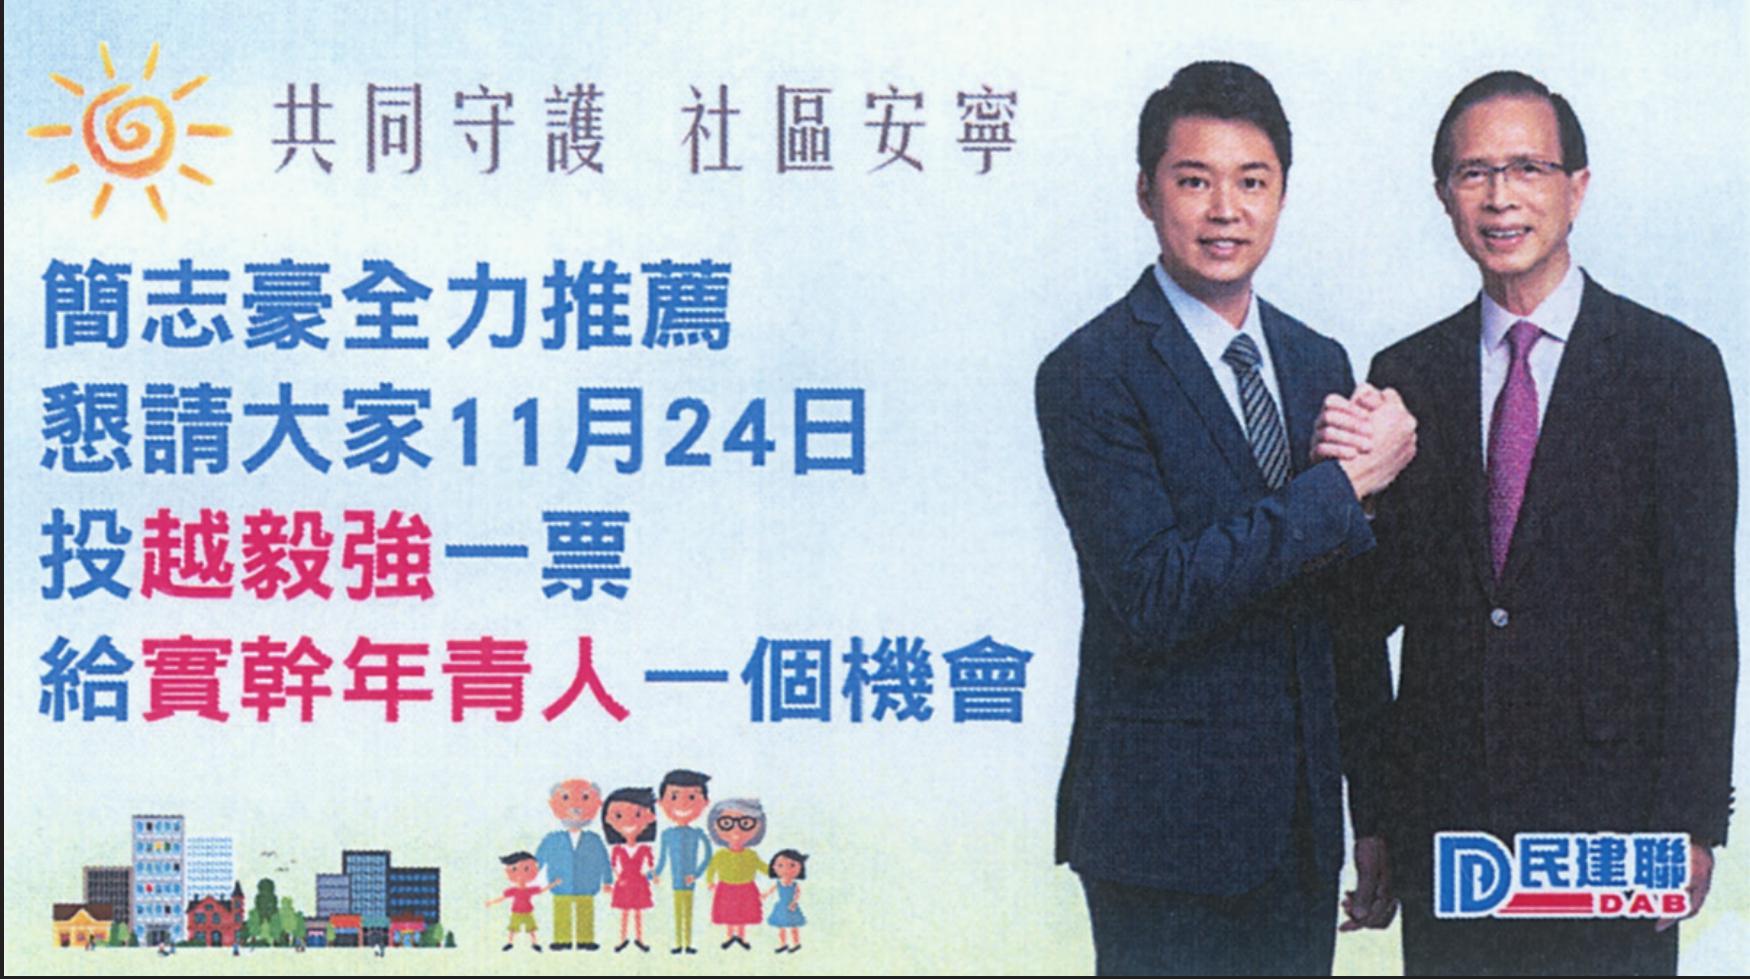 共同守護 社區安寧
簡志豪全力推薦
懇請大家11月24日
投越毅強一票
給實幹年青人一個機會
民建聯
DAB